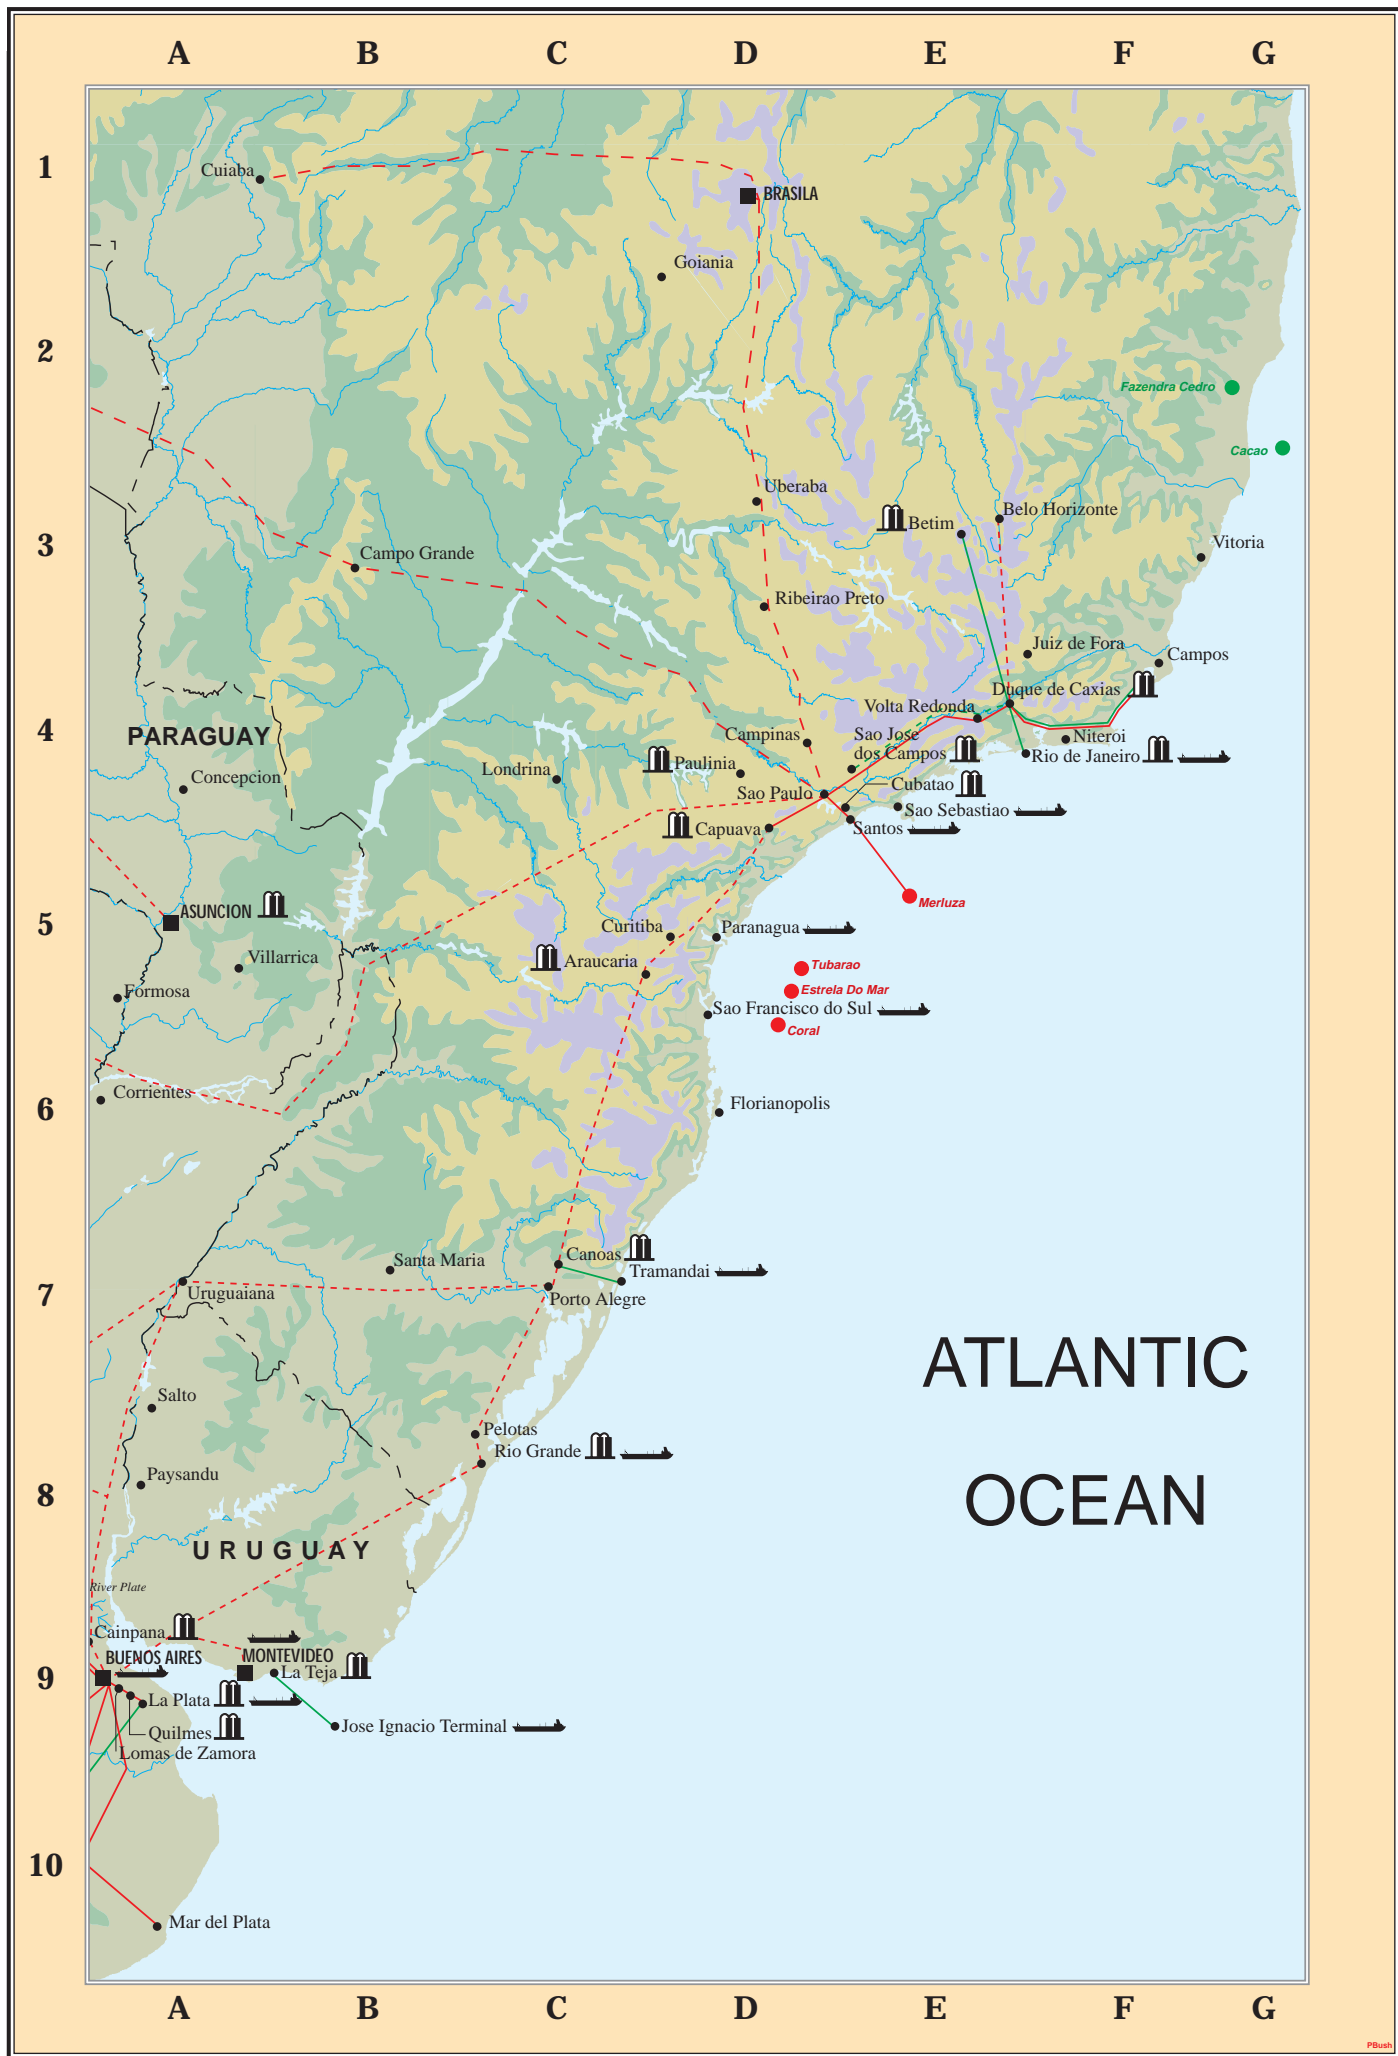 A B C D E F G
1
Cuiaba
BRASILA
Goiania
2
Fazendra Cedro
Cacao
Uberaba
Belo Horizonte
Betim
3
Vitoria
Campo Grande
Ribeirao Preto
Juiz de Fora
Campos
Duque de Caxias
Volta Redonda
4
PARAGUAY
Campinas
Sao Jose
dos Campos
Niteroi
Rio de Janeiro
Paulinia
Londrina
Concepcion
Sao Paulo
Cubatao
Sao Sebastiao
Capuava
Santos
Merluza
ASUNCION
5
Curitiba
Paranagua
Villarrica
Araucaria
Tubarao
Formosa
Estrela Do Mar
Sao Francisco do Sul
Coral
Corrientes
6
Florianopolis
Canoas
Santa Maria
Tramandai
7
Uruguaiana
Porto Alegre
ATLANTIC
OCEAN
Salto
Pelotas
Rio Grande
Paysandu
8
URUGUAY
River Plate
Cainpana
BUENOS AIRES
MONTEVIDEO
9
La Teja
La Plata
Jose Ignacio Terminal
Quilmes
Lomas de Zamora
10
Mar del Plata
A B C D E F G
PBush